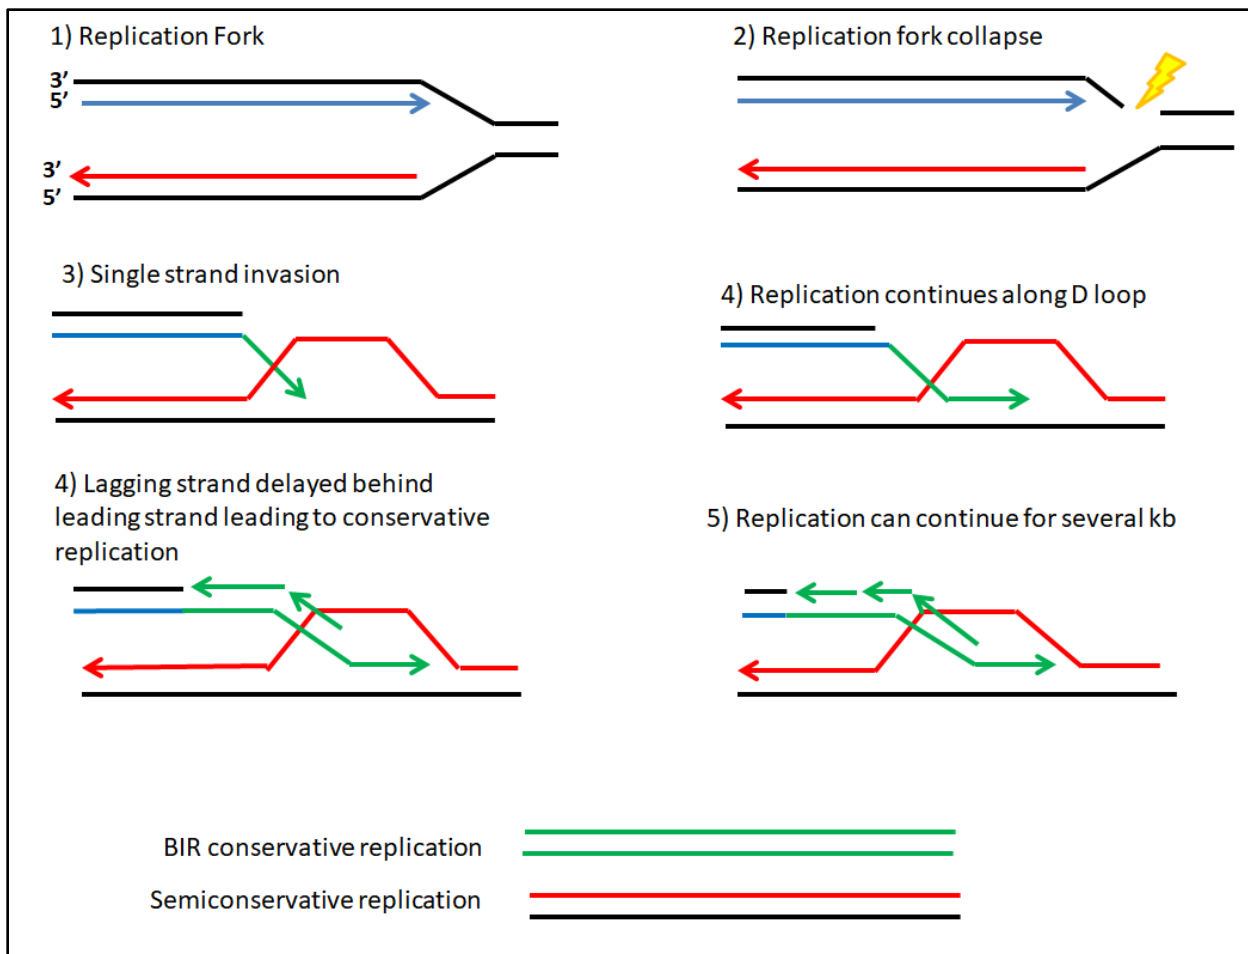 1) Replication Fork
3'
5'
3'
5'
2) Replication fork collapse
3) Single strand invasion
4) Replication continues along D loop
4) Lagging strand delayed behind
leading strand leading to conservative
replication
5) Replication can continue for several kb
BIR conservative replication
Semiconservative replication